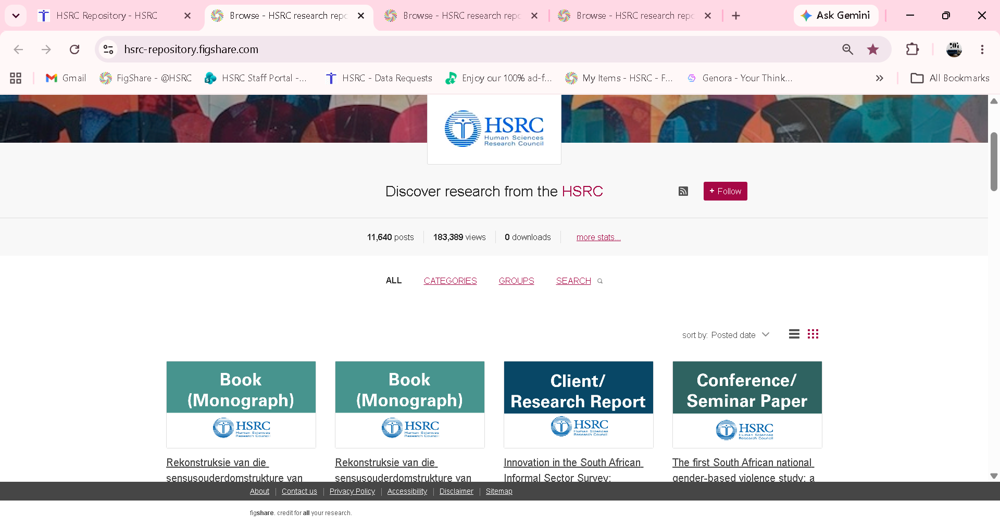 HSRC Repository - HSRC
Browse - HSRC research repo
Browse - HSRC research repo
Browse - HSRC research repo
Ask Gemini
hsrc-repository.figshare.com
Gmail
FigShare - @HSRC
HSRC Staff Portal -...
HSRC - Data Requests
Enjoy our 100% ad-f...
My Items - HSRC - F...
Genora - Your Think...
All Bookmarks
HSRC
Human Sciences
Research Council
Discover research from the HSRC
+ Follow
11,640 posts
183,389 views
0 downloads
more stats...
ALL
CATEGORIES
GROUPS
SEARCH
sort by: Posted date
Book
(Monograph)
HSRC
Human Sciences
Research Council
Rekonstruksie van die
sensusouderdomstrukture van
Book
(Monograph)
HSRC
Human Sciences
Research Council
Rekonstruksie van die
sensusouderdomstrukture van
Client/
Research Report
HSRC
Human Sciences
Research Council
Innovation in the South African
Informal Sector Survey:
Conference/
Seminar Paper
HSRC
Human Sciences
Research Council
The first South African national
gender-based violence study: a
About
Contact us
Privacy Policy
Accessibility
Disclaimer
Sitemap
figshare. credit for all your research.